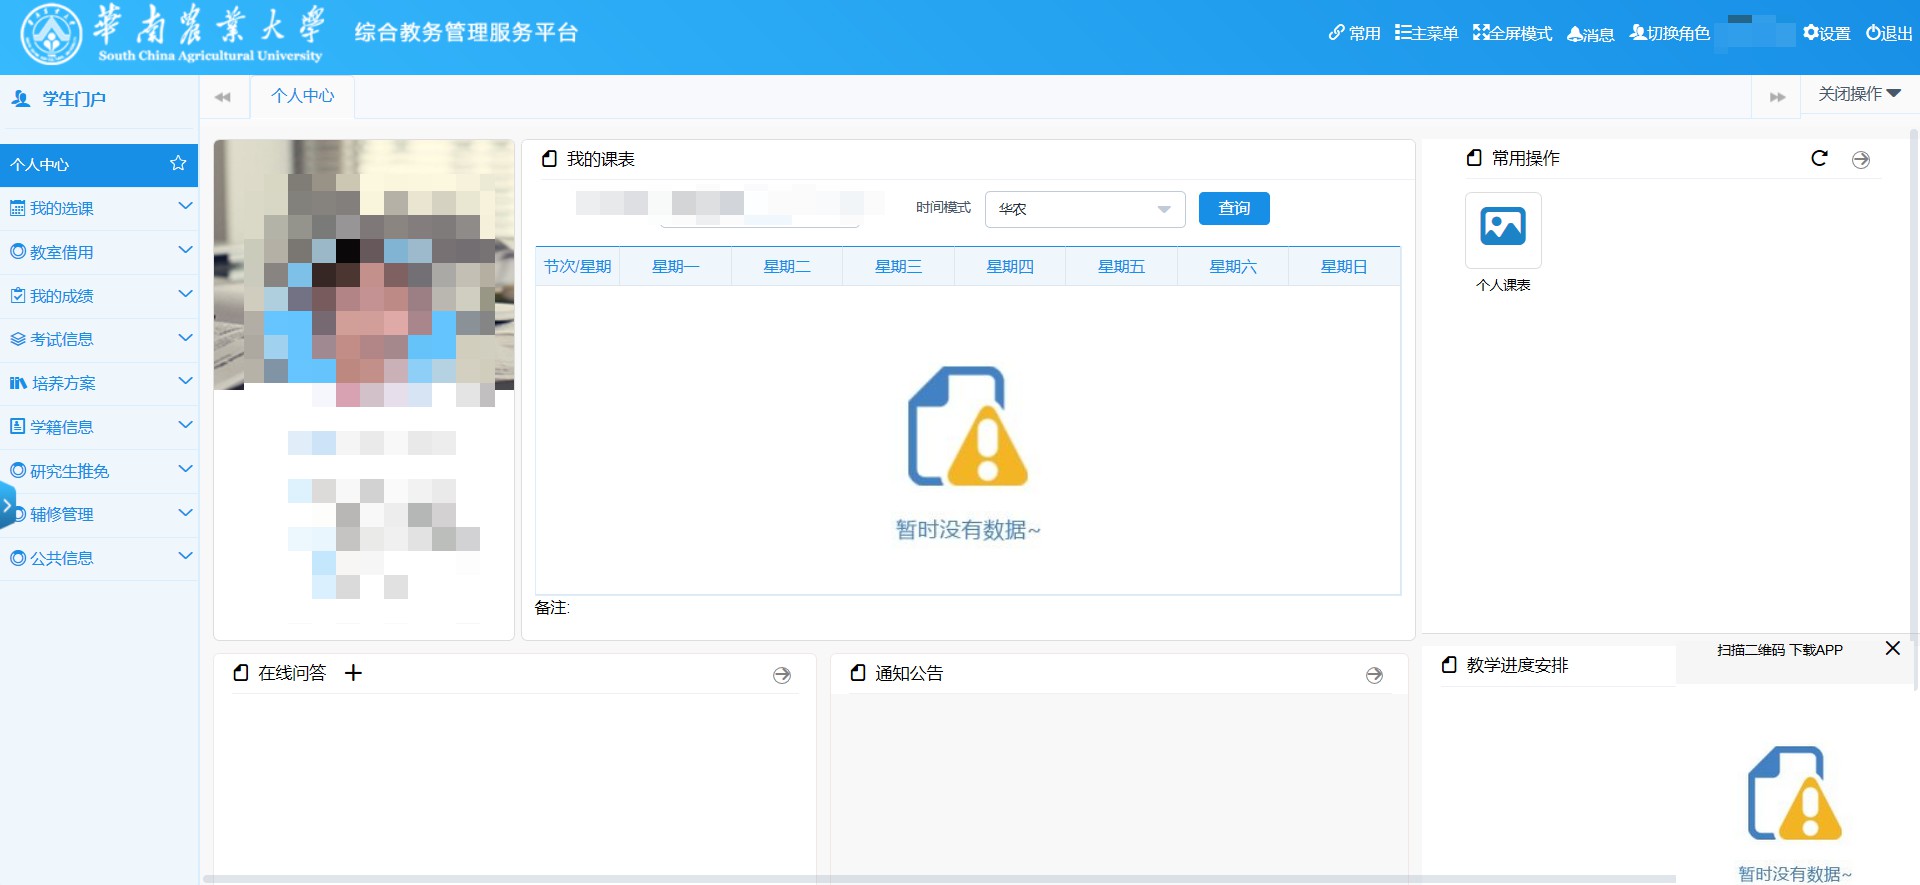 華南農業大學
South China Agricultural University
综合教务管理服务平台
常用
主菜单
全屏模式
消息
切换角色
设置
退出
学生门户
个人中心
关闭操作
个人中心
我的选课
教室借用
我的成绩
考试信息
培养方案
学籍信息
研究生推免
辅修管理
公共信息
我的课表
时间模式
华农
查询
节次/星期 星期一 星期二 星期三 星期四 星期五 星期六 星期日
暂时没有数据~
备注:
常用操作
个人课表
在线问答
通知公告
教学进度安排
扫描二维码 下载APP
暂时没有数据~